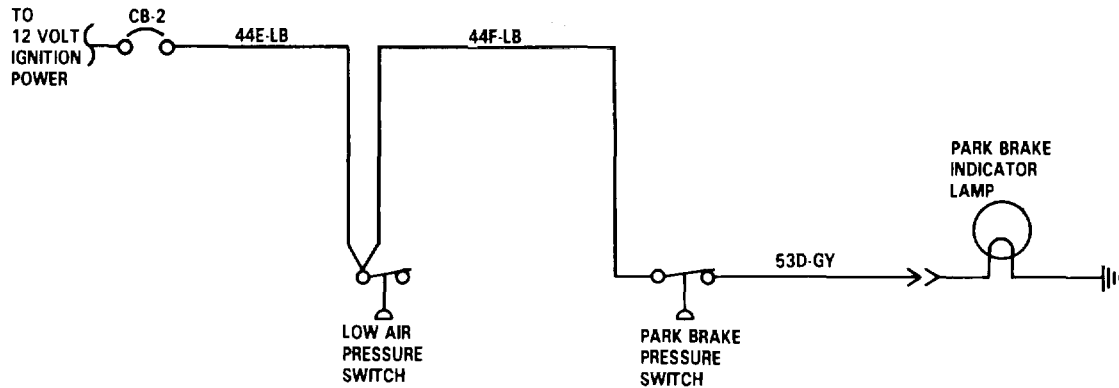 TO
12 VOLT
IGNITION
POWER
CB-2
44E-LB
44F-LB
LOW AIR
PRESSURE
SWITCH
PARK BRAKE
PRESSURE
SWITCH
53D-GY
PARK BRAKE
INDICATOR
LAMP